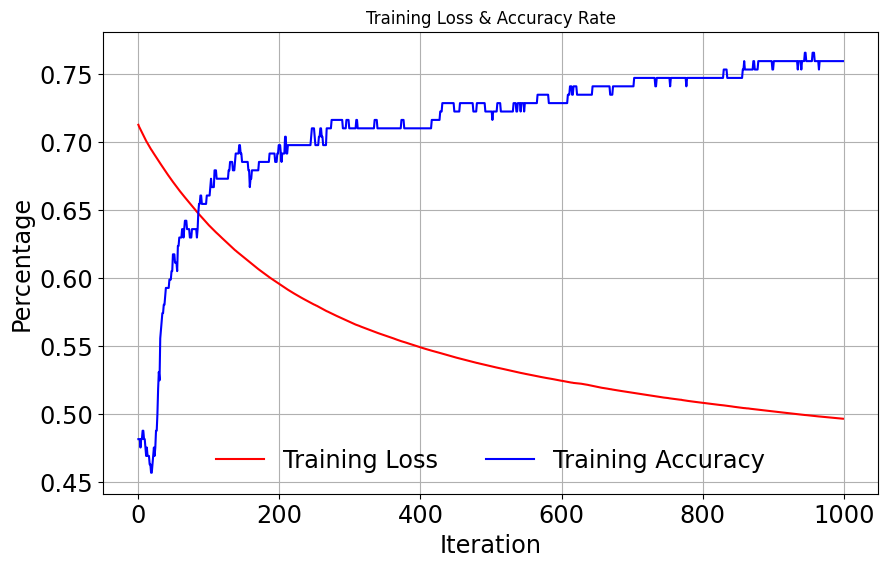 Training Loss & Accuracy Rate
Percentage
0.75
0.70
0.65
0.60
0.55
0.50
0.45
Training Loss
Training Accuracy
0 200 400 600 800 1000
Iteration